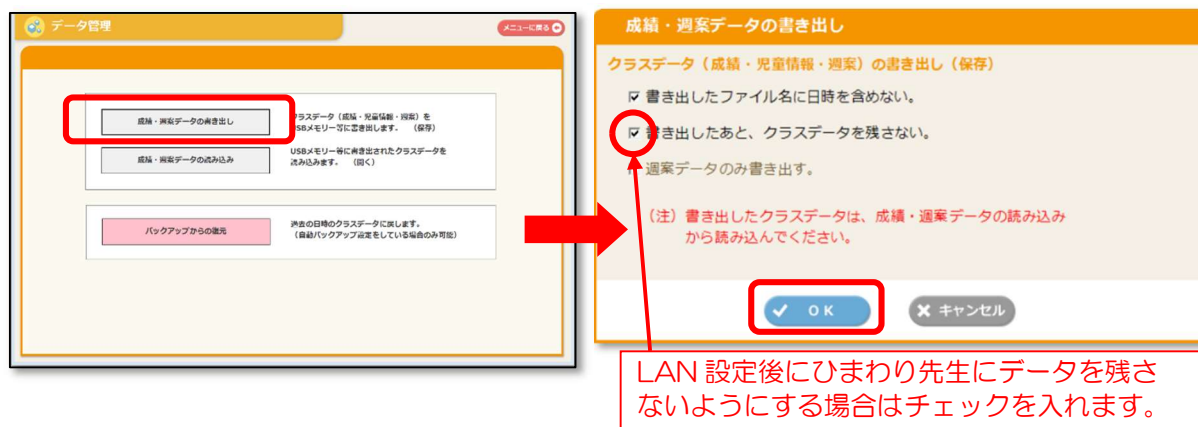 データ管理
メニューに戻る
成績・週案データの書き出し
クラスデータ（成績・児童情報・週案）を
USBメモリー等に書き出します。　（保存）
成績・週案データの読み込み
USBメモリー等に書き出されたクラスデータを
読み込みます。　（開く）
バックアップからの復元
過去の日時のクラスデータに戻します。
（自動バックアップ設定をしている場合のみ可能）
成績・週案データの書き出し
クラスデータ（成績・児童情報・週案）の書き出し（保存）
書き出したファイル名に日時を含めない。
書き出したあと、クラスデータを残さない。
週案データのみ書き出す。
（注）書き出したクラスデータは、成績・週案データの読み込み
から読み込んでください。
ＯＫ
キャンセル
LAN 設定後にひまわり先生にデータを残さ
ないようにする場合はチェックを入れます。